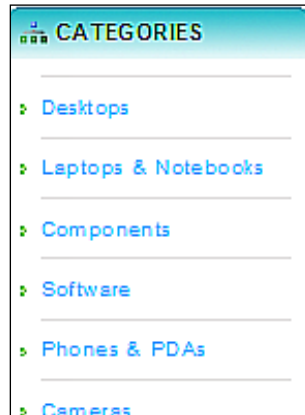 CATEGORIES
Desktops
Laptops & Notebooks
Components
Software
Phones & PDAs
Cameras